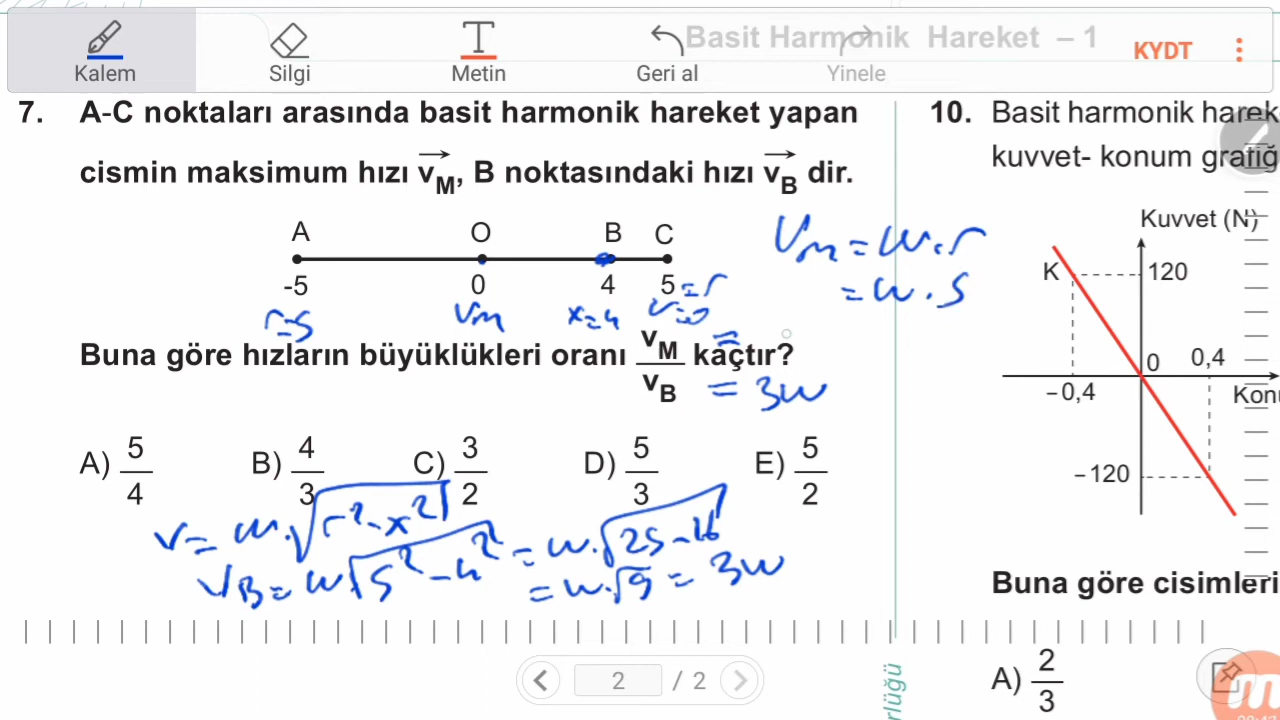 Basit Harmonik Hareket – 1
KYDT
Kalem
Silgi
Metin
Geri al
Yinele
7. A-C noktaları arasında basit harmonik hareket yapan
cismin maksimum hızı vM, B noktasındaki hızı vB dir.
A O B C
-5 0 4 5 = r
r=5 Vm x=4 v=0
Vm = w.r
= w.5
Buna göre hızların büyüklükleri oranı vM/vB kaçtır?
=
= 3w
A) 5/4 B) 4/3 C) 3/2 D) 5/3 E) 5/2
V = w.√r²-x²
VB = w√5²-4² = w.√25-16
= w.√9 = 3w
10. Basit harmonik harek
kuvvet- konum grafiğ
Kuvvet (N)
K 120
0 0,4
-0,4 Konu
-120
Buna göre cisimleri
A) 2/3
2 / 2
rlüğü